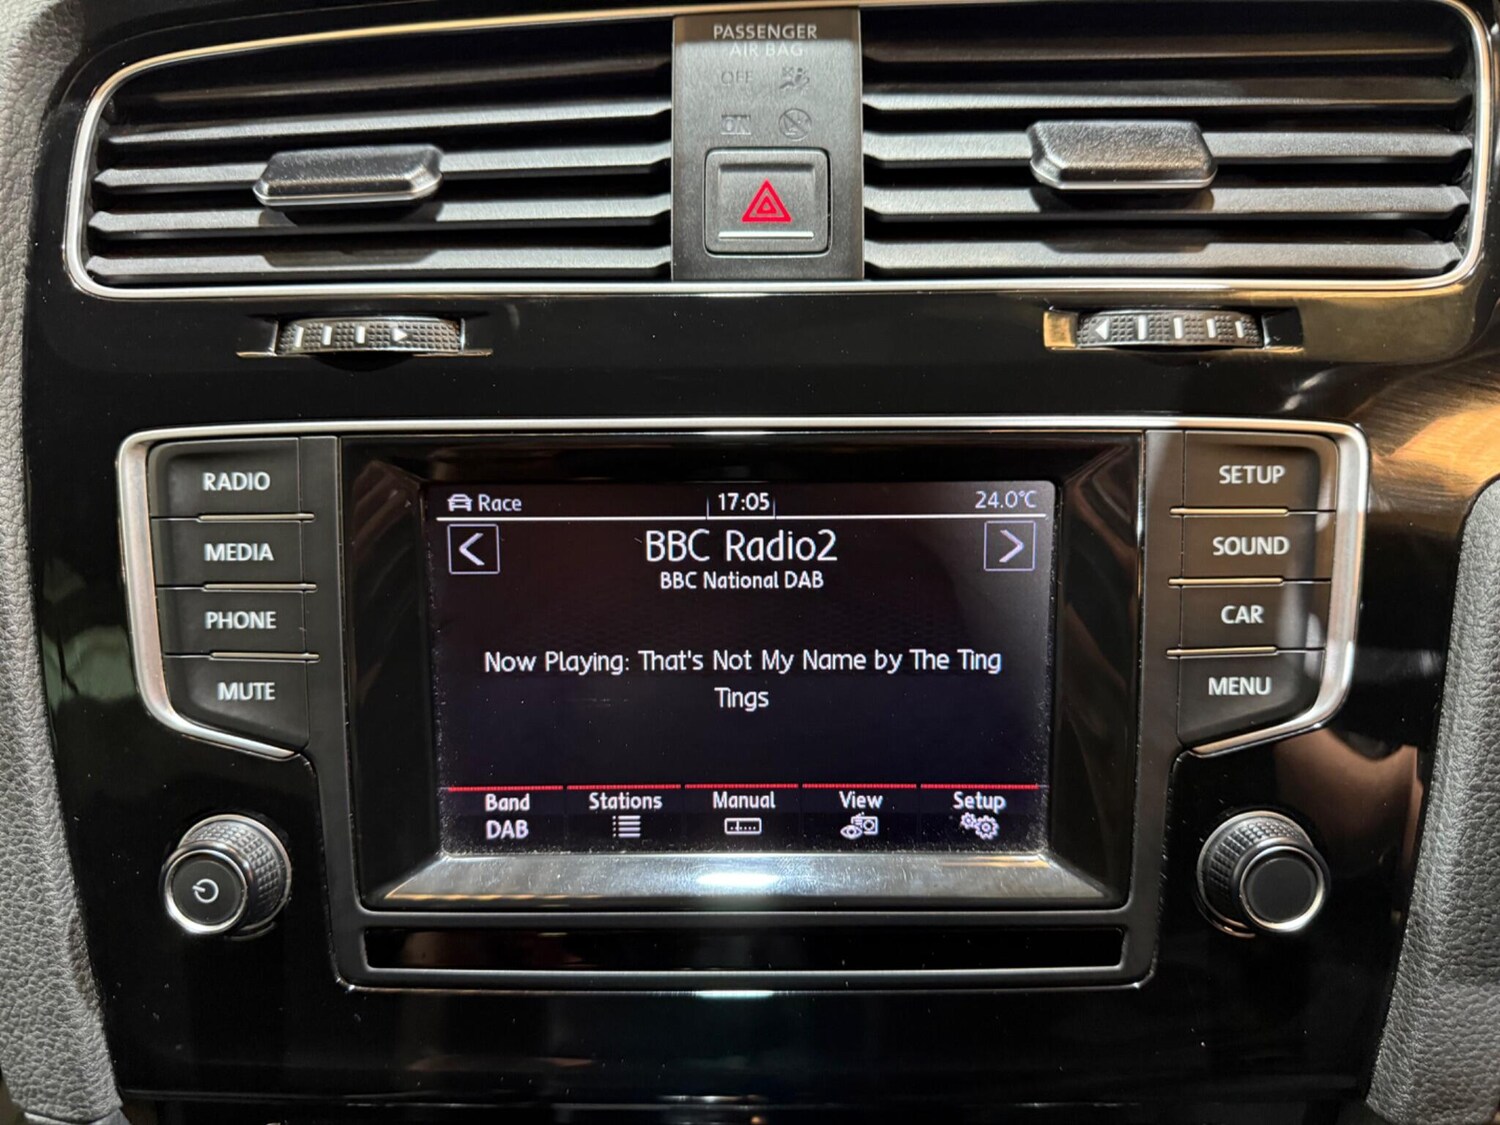 PASSENGER
AIR BAG
OFF
ON
RADIO
MEDIA
PHONE
MUTE
Race 17:05 24.0°C
BBC Radio2
BBC National DAB
Now Playing: That's Not My Name by The Ting
Tings
Band Stations Manual View Setup
DAB
SETUP
SOUND
CAR
MENU